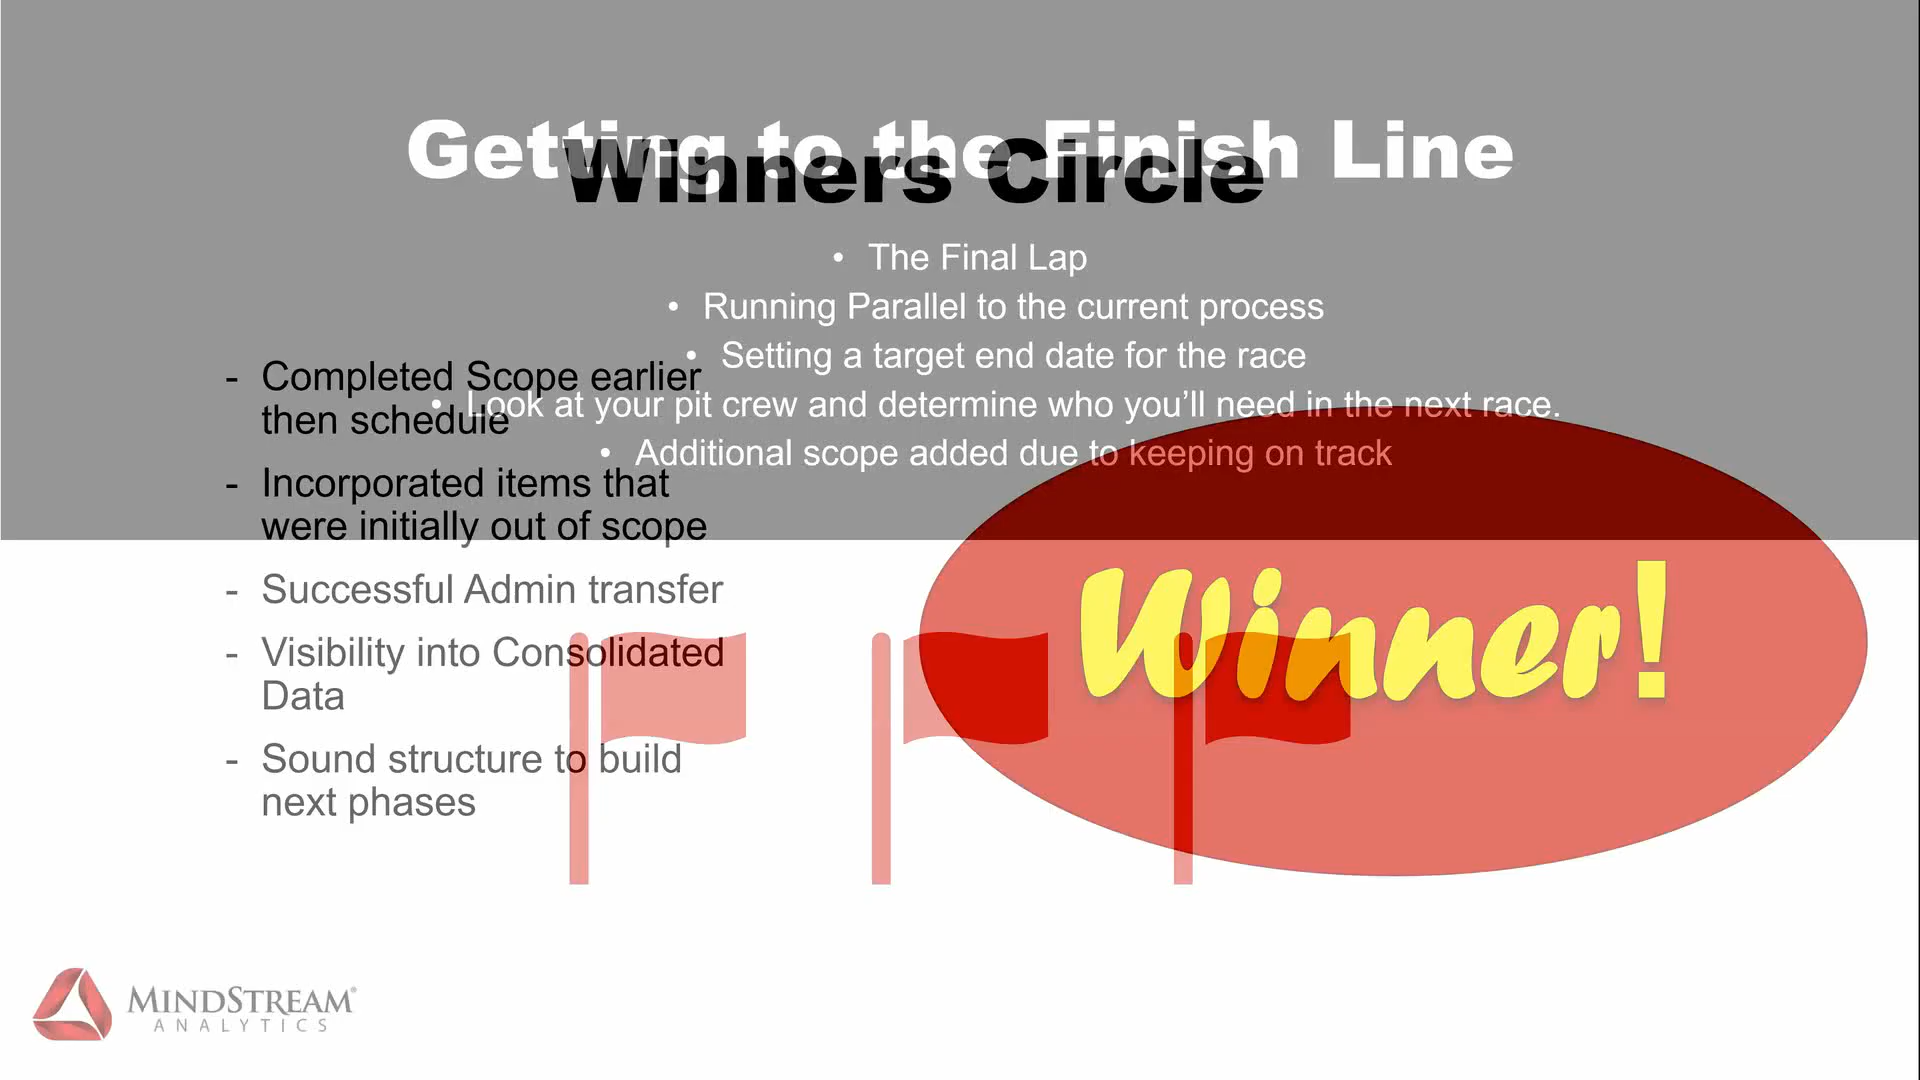 Getting to the Finish Line
Winners Circle
• The Final Lap
• Running Parallel to the current process
• Setting a target end date for the race
• Look at your pit crew and determine who you’ll need in the next race.
• Additional scope added due to keeping on track
- Completed Scope earlier
then schedule
- Incorporated items that
were initially out of scope
- Successful Admin transfer
- Visibility into Consolidated
Data
- Sound structure to build
next phases
Winner!
MINDSTREAM®
ANALYTICS